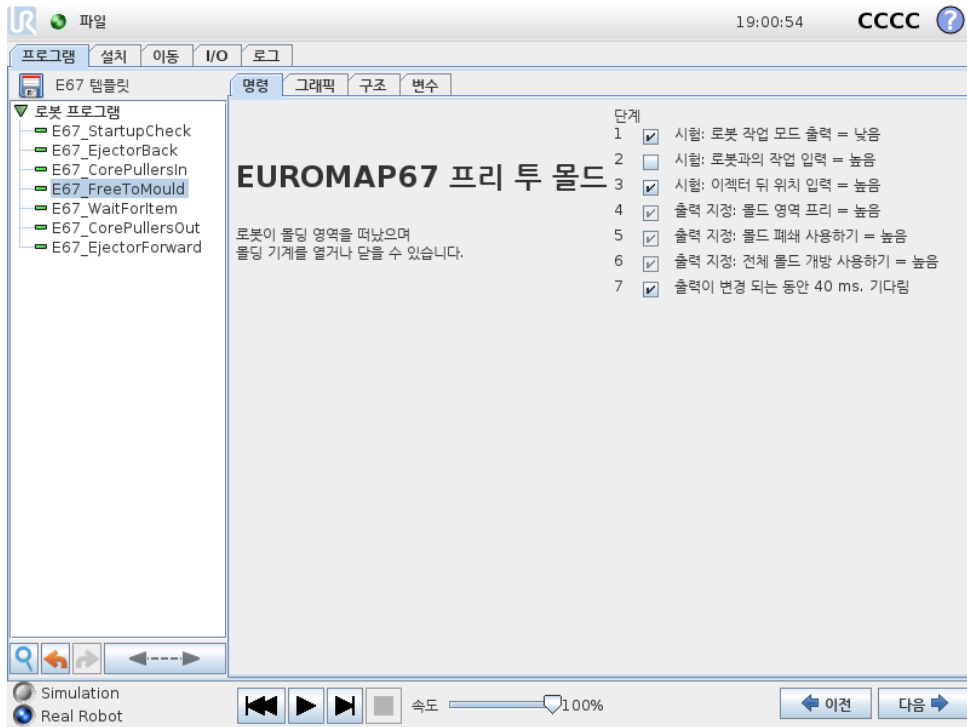 UR 파일 19:00:54 CCCC ?
프로그램 설치 이동 I/O 로그
E67 템플릿
명령 그래픽 구조 변수
로봇 프로그램
E67_StartupCheck
E67_EjectorBack
E67_CorePullersIn
E67_FreeToMould
E67_WaitForItem
E67_CorePullersOut
E67_EjectorForward
EUROMAP67 프리 투 몰드
로봇이 몰딩 영역을 떠났으며
몰딩 기계를 열거나 닫을 수 있습니다.
단계
1 시험: 로봇 작업 모드 출력 = 낮음
2 시험: 로봇과의 작업 입력 = 높음
3 시험: 이젝터 뒤 위치 입력 = 높음
4 출력 지정: 몰드 영역 프리 = 높음
5 출력 지정: 몰드 폐쇄 사용하기 = 높음
6 출력 지정: 전체 몰드 개방 사용하기 = 높음
7 출력이 변경 되는 동안 40 ms. 기다림
Simulation
Real Robot
속도 100%
이전 다음